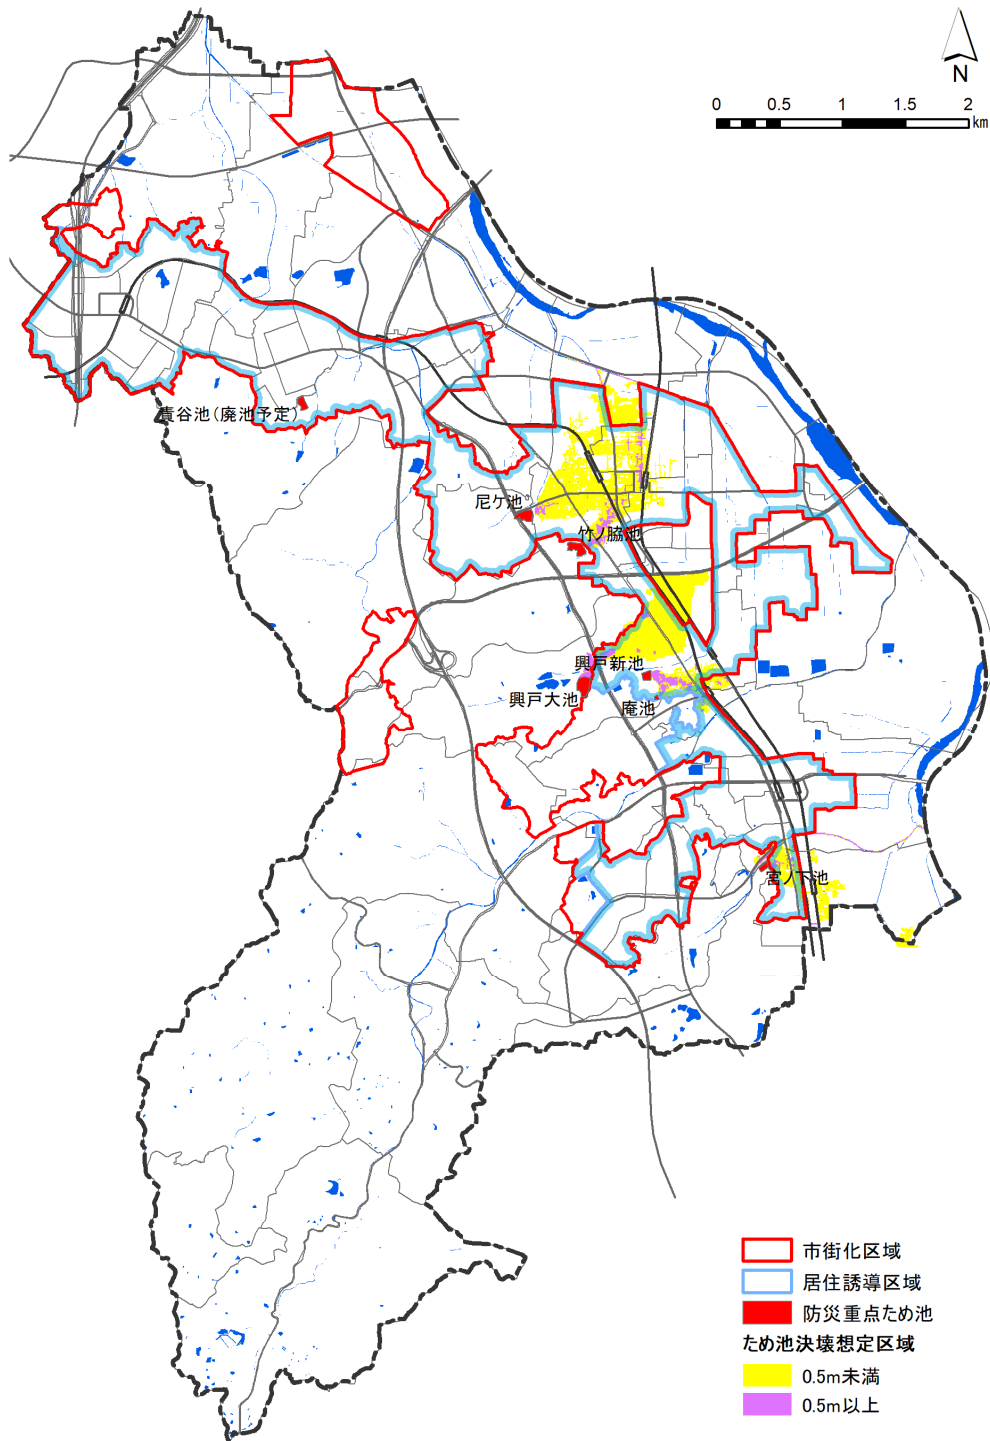 N
0 0.5 1 1.5 2
km
責谷池(廃池予定)
尼ケ池
竹ノ脇池
興戸新池
興戸大池
庵池
宮ノ下池
市街化区域
居住誘導区域
防災重点ため池
ため池決壊想定区域
0.5m未満
0.5m以上